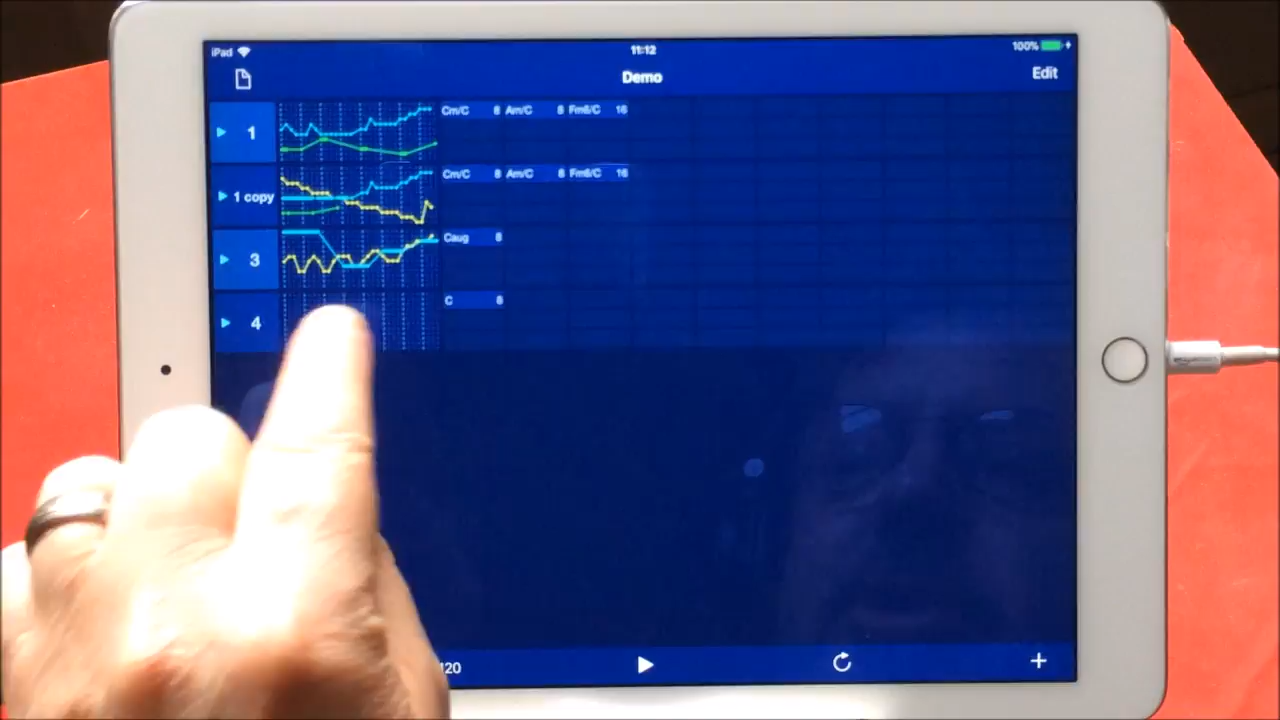 iPad 11:12 100%
Demo Edit
1 Cm/C 8 Am/C 8 Fm6/C 16
1 copy Cm/C 8 Am/C 8 Fm6/C 16
3 Caug 8
4 C 8
120